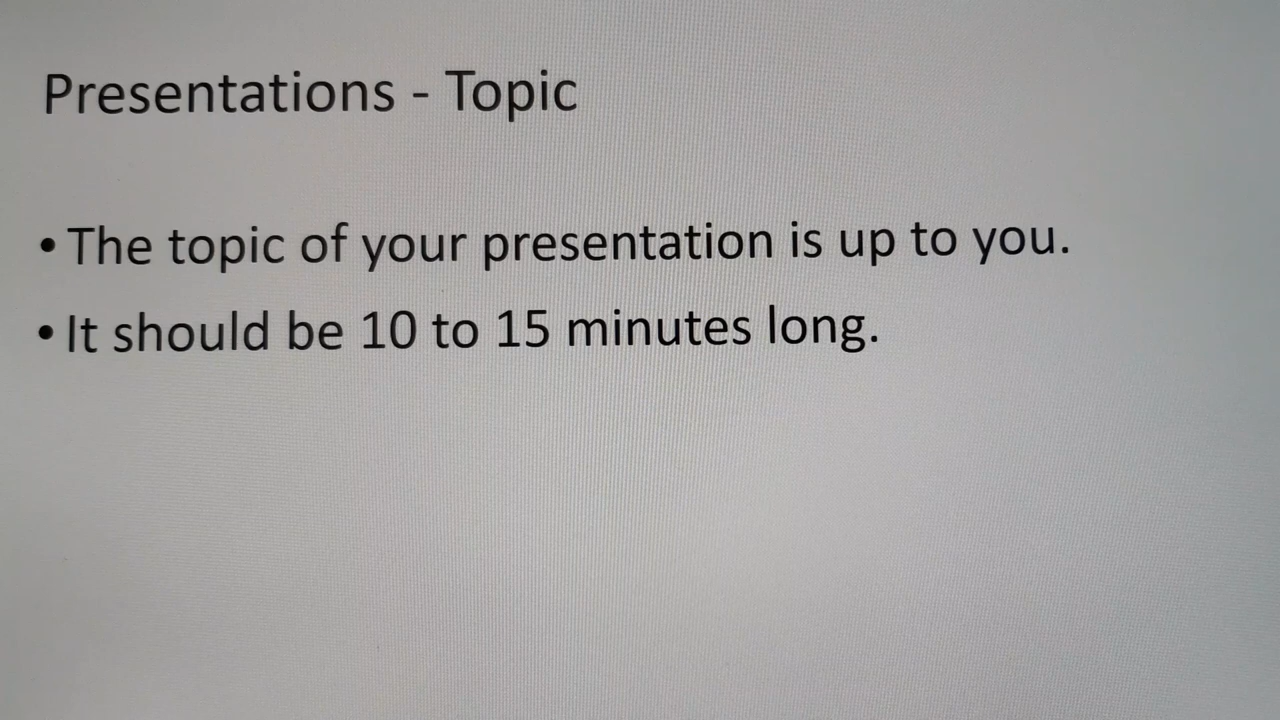 Presentations - Topic
• The topic of your presentation is up to you.
• It should be 10 to 15 minutes long.